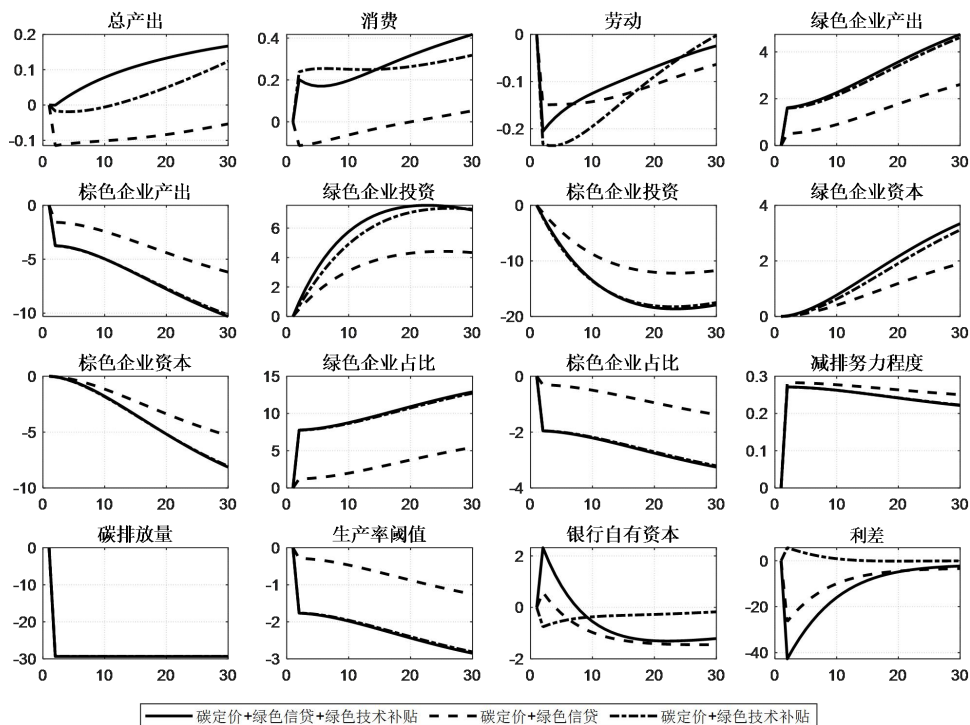 总产出 消费 劳动 绿色企业产出
0.2 0.4 0 4
0.1 0.2 -0.1 2
0 0 -0.2 0
-0.1
0 10 20 30 0 10 20 30 0 10 20 30 0 10 20 30
棕色企业产出 绿色企业投资 棕色企业投资 绿色企业资本
0 6 0 4
-5 4 -10 2
-10 2 -20 0
0
0 10 20 30 0 10 20 30 0 10 20 30 0 10 20 30
棕色企业资本 绿色企业占比 棕色企业占比 减排努力程度
0 15 0 0.3
-5 10 -2 0.2
-10 5 -4 0.1
0 0
0 10 20 30 0 10 20 30 0 10 20 30 0 10 20 30
碳排放量 生产率阈值 银行自有资本 利差
0 0 2 0
-10 -1 0 -20
-20 -2 -2 -40
-30 -3
0 10 20 30 0 10 20 30 0 10 20 30 0 10 20 30
碳定价+绿色信贷+绿色技术补贴 碳定价+绿色信贷 碳定价+绿色技术补贴